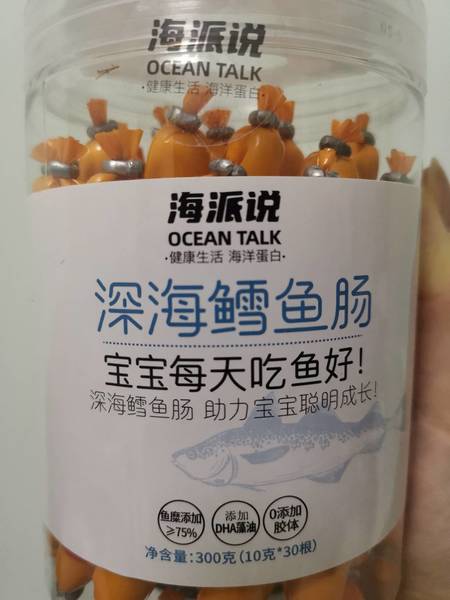 海派说
OCEAN TALK
·健康生活 海洋蛋白·
海派说
OCEAN TALK
·健康生活 海洋蛋白·
深海鳕鱼肠
宝宝每天吃鱼好!
深海鳕鱼肠 助力宝宝聪明成长!
鱼糜添加
≥75%
添加
DHA藻油
0添加
胶体
净含量:300克(10克*30根)